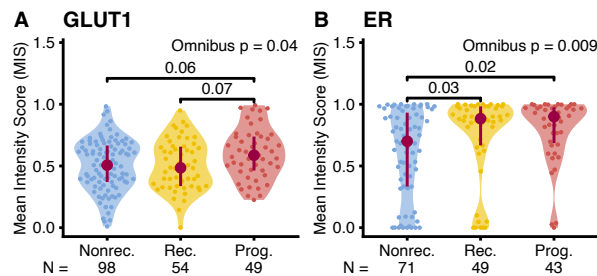 A GLUT1
Mean Intensity Score (MIS)
1.5
1.0
0.5
0.0
Omnibus p = 0.04
0.06
0.07
Nonrec. Rec. Prog.
N = 98 54 49
B ER
Mean Intensity Score (MIS)
1.5
1.0
0.5
0.0
Omnibus p = 0.009
0.02
0.03
Nonrec. Rec. Prog.
N = 71 49 43